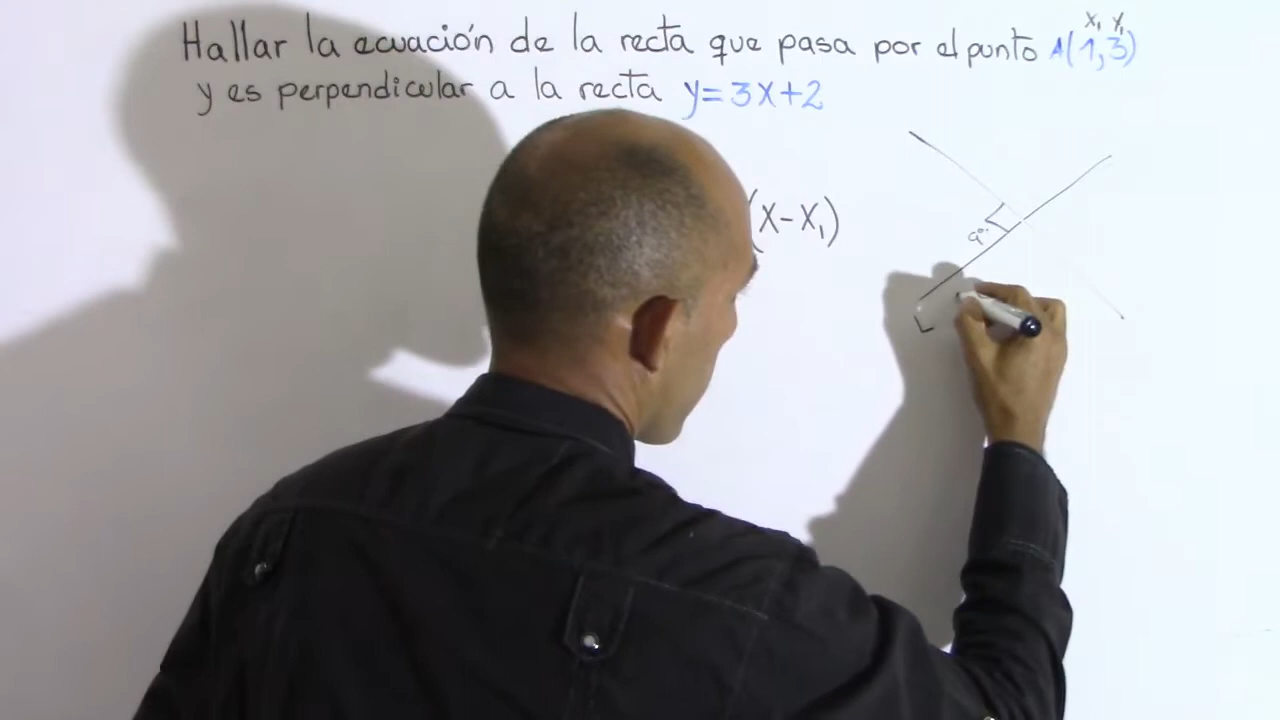 Hallar la ecuación de la recta que pasa por el punto A(1,3)
x₁ y₁
y es perpendicular a la recta y=3x+2
(x-x₁)